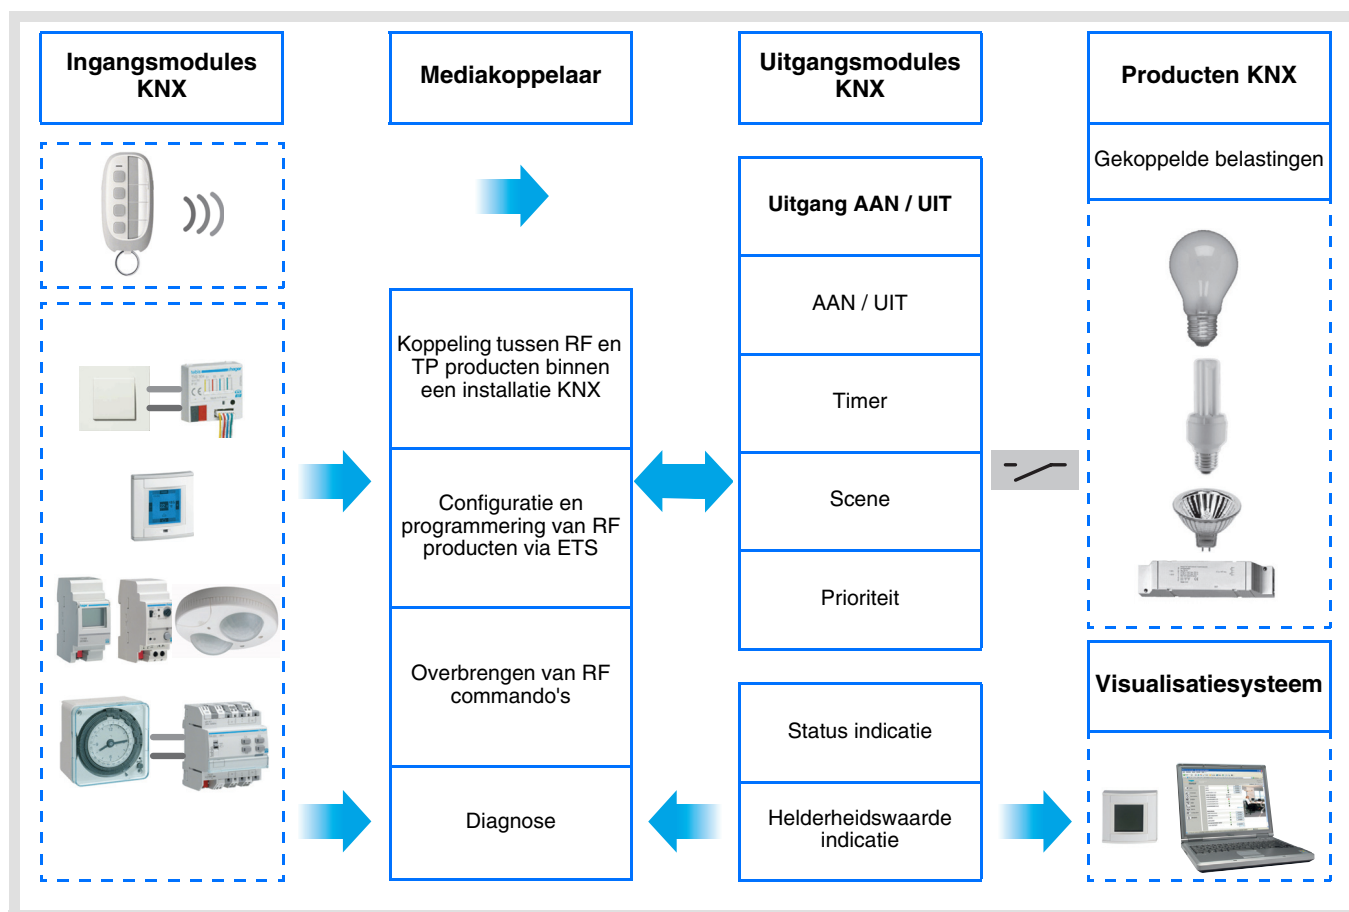 Ingangsmodules
KNX
Mediakoppelaar
Uitgangsmodules
KNX
Producten KNX
Gekoppelde belastingen
Uitgang AAN / UIT
AAN / UIT
Timer
Scene
Prioriteit
Koppeling tussen RF en
TP producten binnen
een installatie KNX
Configuratie en
programmering van RF
producten via ETS
Overbrengen van RF
commando's
Diagnose
Status indicatie
Helderheidswaarde
indicatie
Visualisatiesysteem